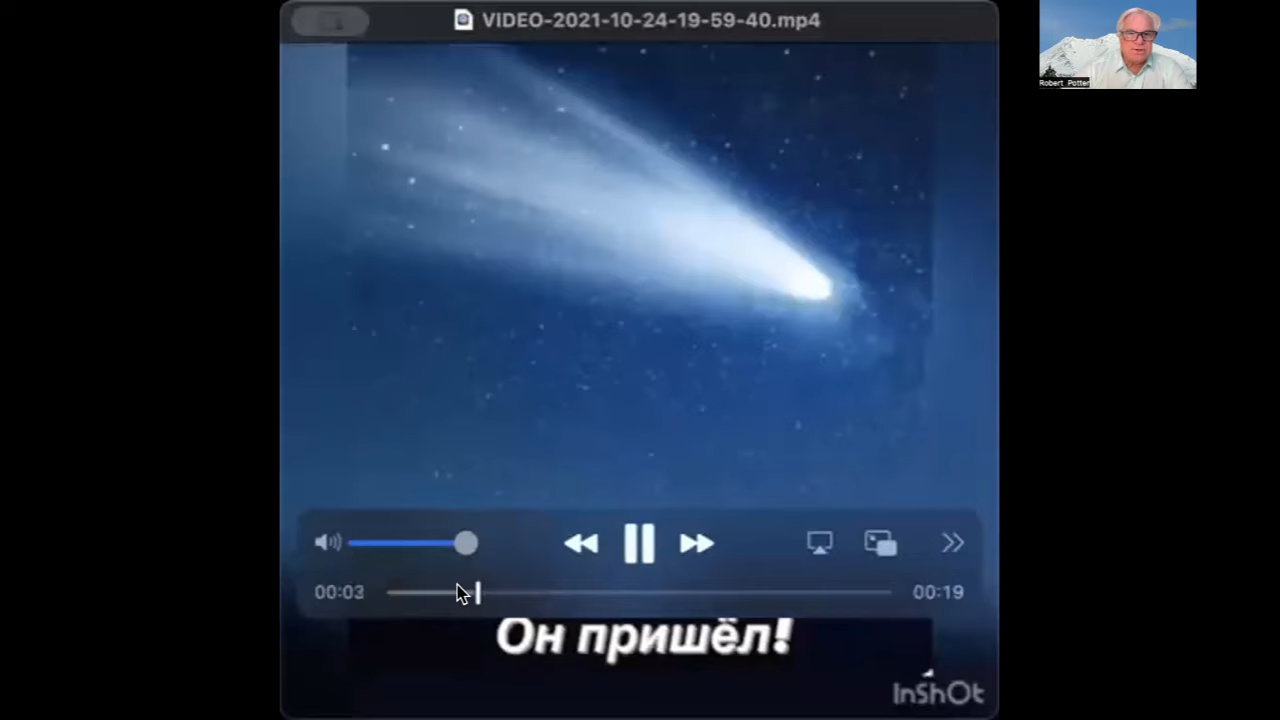 VIDEO-2021-10-24-19-59-40.mp4
Robert Potter
00:03
00:19
Он пришёл!
InShOt